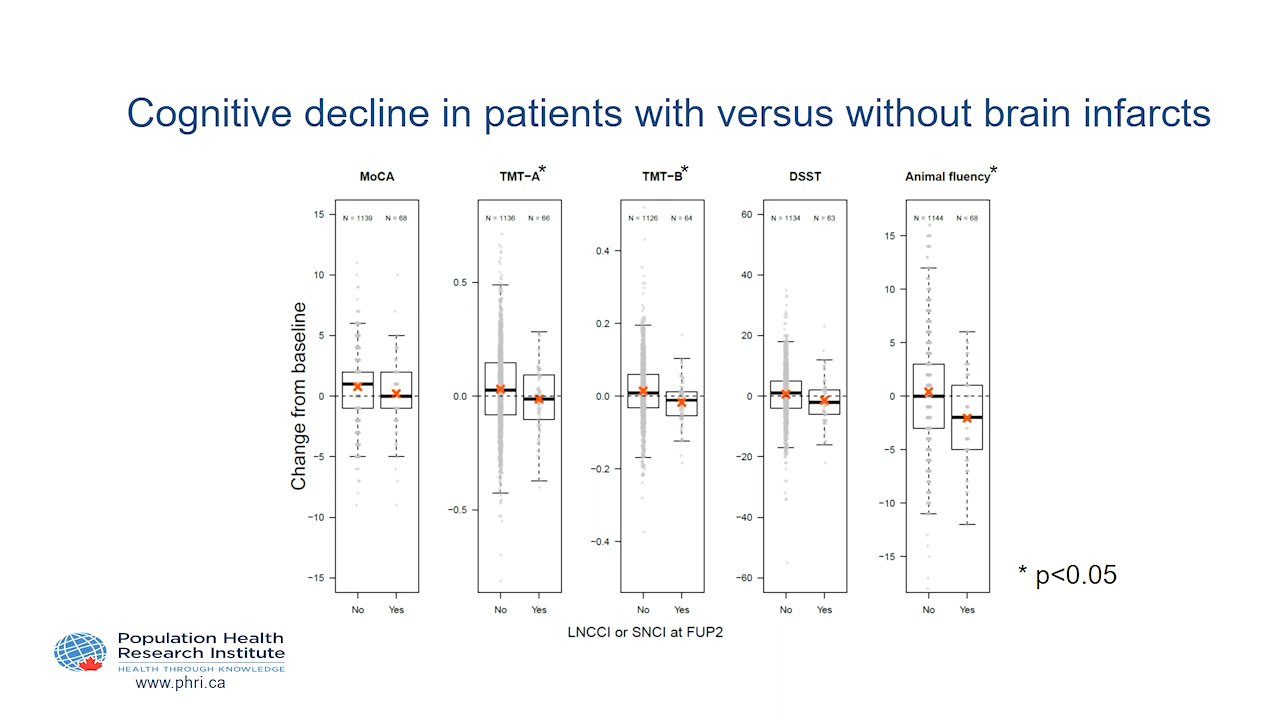 Cognitive decline in patients with versus without brain infarcts
MoCA
TMT−A*
TMT−B*
DSST
Animal fluency*
N = 1139 N = 68
N = 1136 N = 66
N = 1126 N = 64
N = 1134 N = 63
N = 1144 N = 68
Change from baseline
15
10
5
0
−5
−10
−15
0.5
0.0
−0.5
0.4
0.2
0.0
−0.2
−0.4
60
40
20
0
−20
−40
−60
15
10
5
0
−5
−10
−15
No Yes
No Yes
No Yes
No Yes
No Yes
LNCCI or SNCI at FUP2
* p<0.05
Population Health
Research Institute
HEALTH THROUGH KNOWLEDGE
www.phri.ca